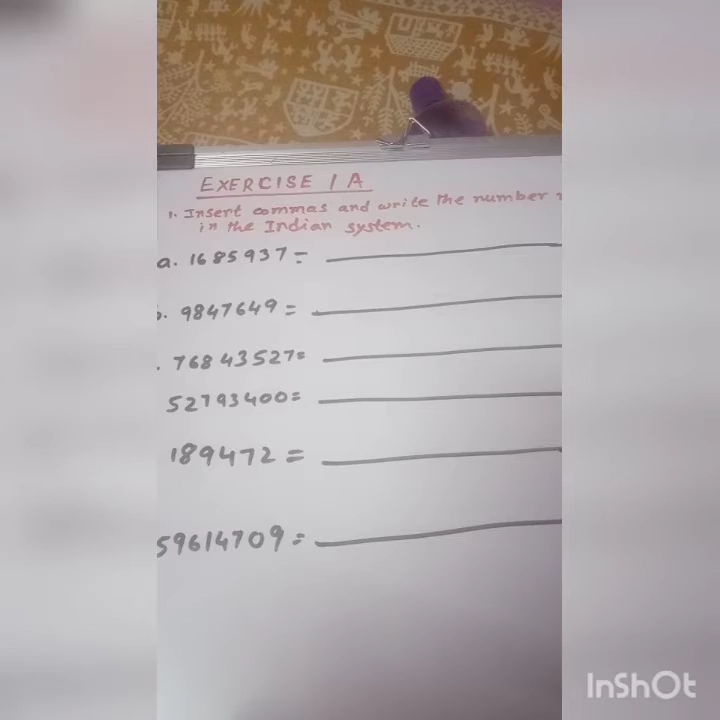 EXERCISE 1A
1. Insert commas and write the number
in the Indian system.
a. 1685937=
. 9847649=
. 76843527=
52793400=
189472=
59614709=
InShOt